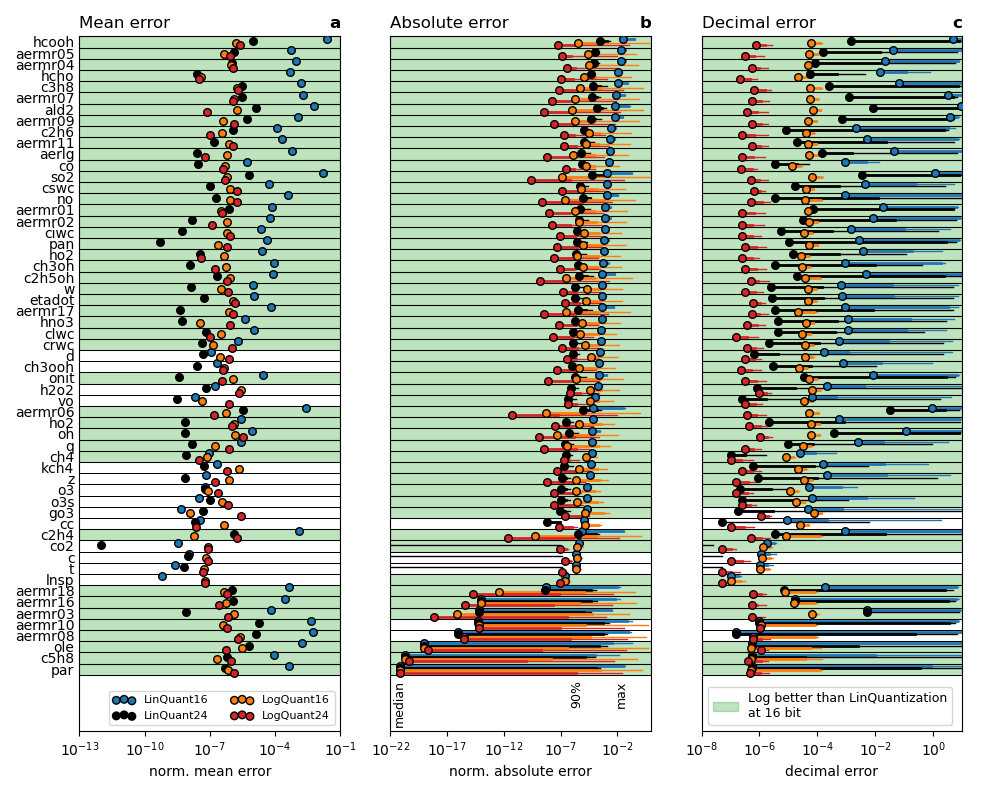 Mean error a
Absolute error b
Decimal error c
hcooh
aermr05
aermr04
hcho
c3h8
aermr07
ald2
aermr09
c2h6
aermr11
aerlg
co
so2
cswc
no
aermr01
aermr02
ciwc
pan
ho2
ch3oh
c2h5oh
w
etadot
aermr17
hno3
clwc
crwc
d
ch3ooh
onit
h2o2
vo
aermr06
ho2
oh
q
ch4
kch4
z
o3
o3s
go3
cc
c2h4
co2
c
t
lnsp
aermr18
aermr16
aermr03
aermr10
aermr08
ole
c5h8
par
LinQuant16 LogQuant16
LinQuant24 LogQuant24
median
90%
max
Log better than LinQuantization
at 16 bit
10^−13 10^−10 10^−7 10^−4 10^−1
10^−22 10^−17 10^−12 10^−7 10^−2
10^−8 10^−6 10^−4 10^−2 10^0
norm. mean error
norm. absolute error
decimal error